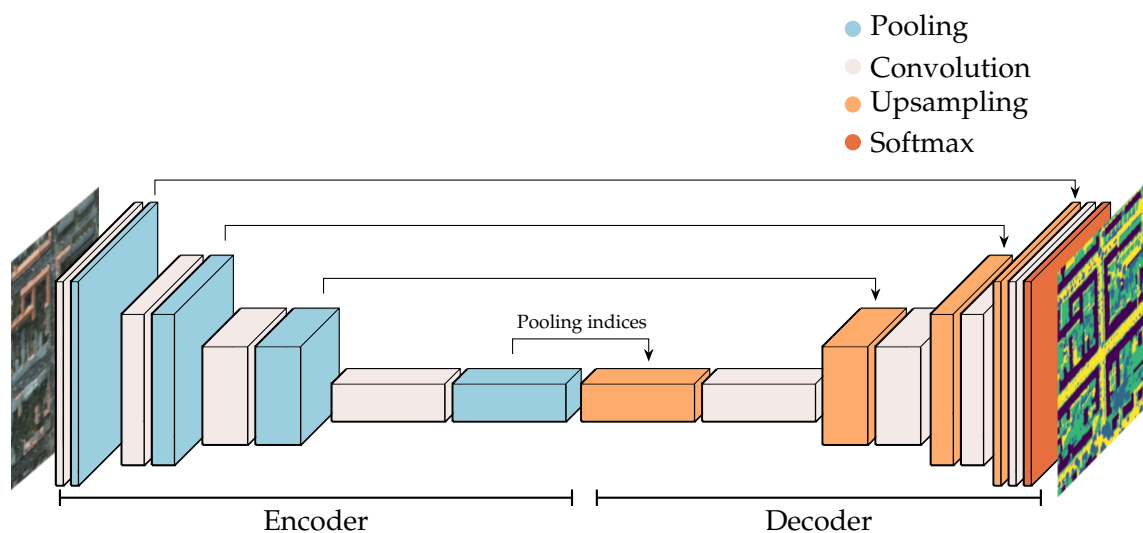 Pooling
Convolution
Upsampling
Softmax
Pooling indices
Encoder
Decoder